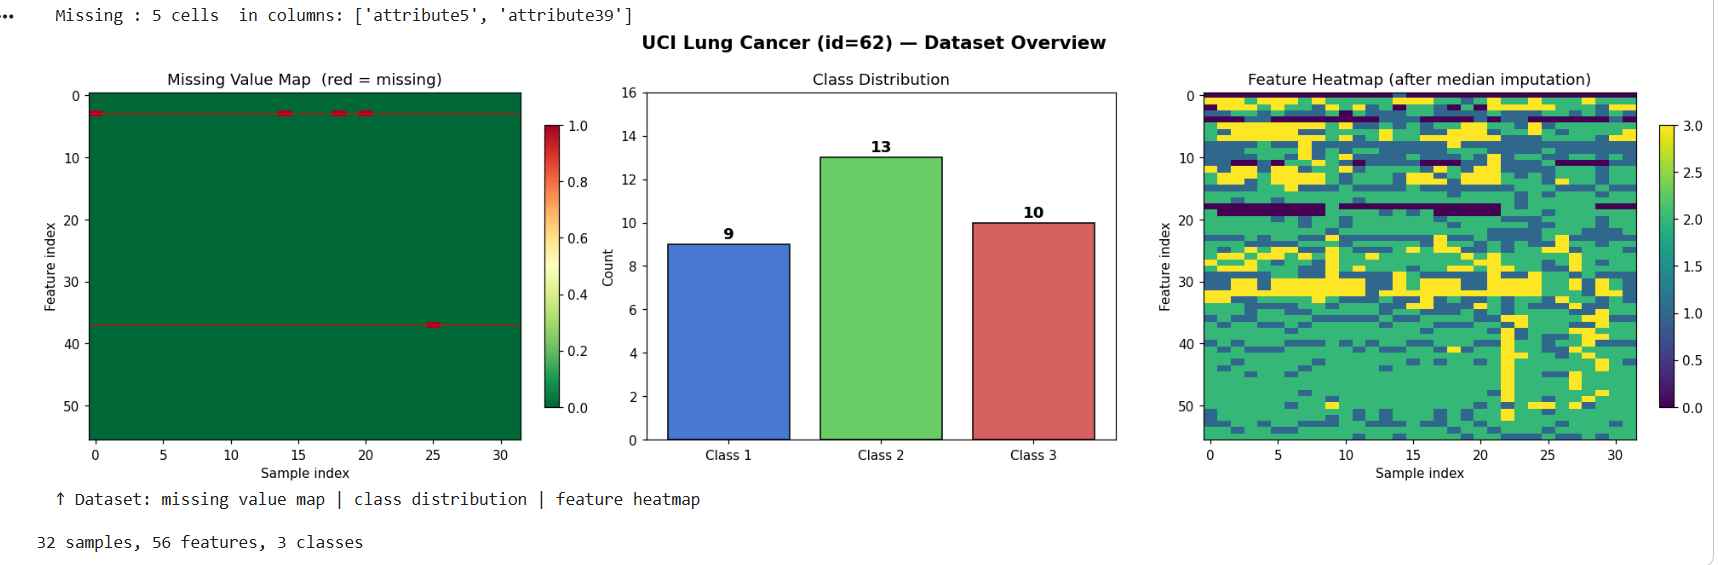 Missing : 5 cells  in columns: ['attribute5', 'attribute39']
UCI Lung Cancer (id=62) — Dataset Overview
Missing Value Map  (red = missing)
0
10
20
30
40
50
Feature index
0 5 10 15 20 25 30
Sample index
1.0
0.8
0.6
0.4
0.2
0.0
Class Distribution
16
14
12
10
8
6
4
2
0
Count
9
13
10
Class 1 Class 2 Class 3
Feature Heatmap (after median imputation)
0
10
20
30
40
50
Feature index
0 5 10 15 20 25 30
Sample index
3.0
2.5
2.0
1.5
1.0
0.5
0.0
↑ Dataset: missing value map | class distribution | feature heatmap
32 samples, 56 features, 3 classes